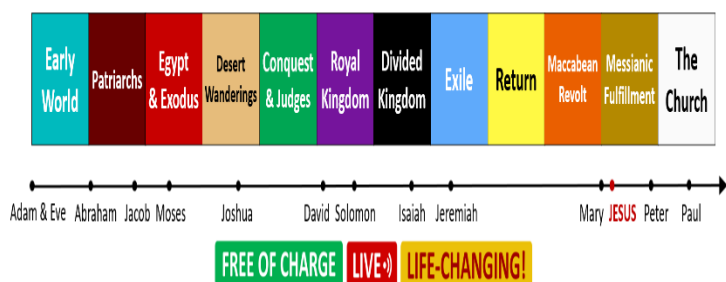 Early
World
Patriarchs
Egypt
& Exodus
Desert
Wanderings
Conquest
& Judges
Royal
Kingdom
Divided
Kingdom
Exile
Return
Maccabean
Revolt
Messianic
Fulfillment
The
Church
Adam & Eve Abraham Jacob Moses Joshua David Solomon Isaiah Jeremiah Mary JESUS Peter Paul
FREE OF CHARGE LIVE LIFE-CHANGING!